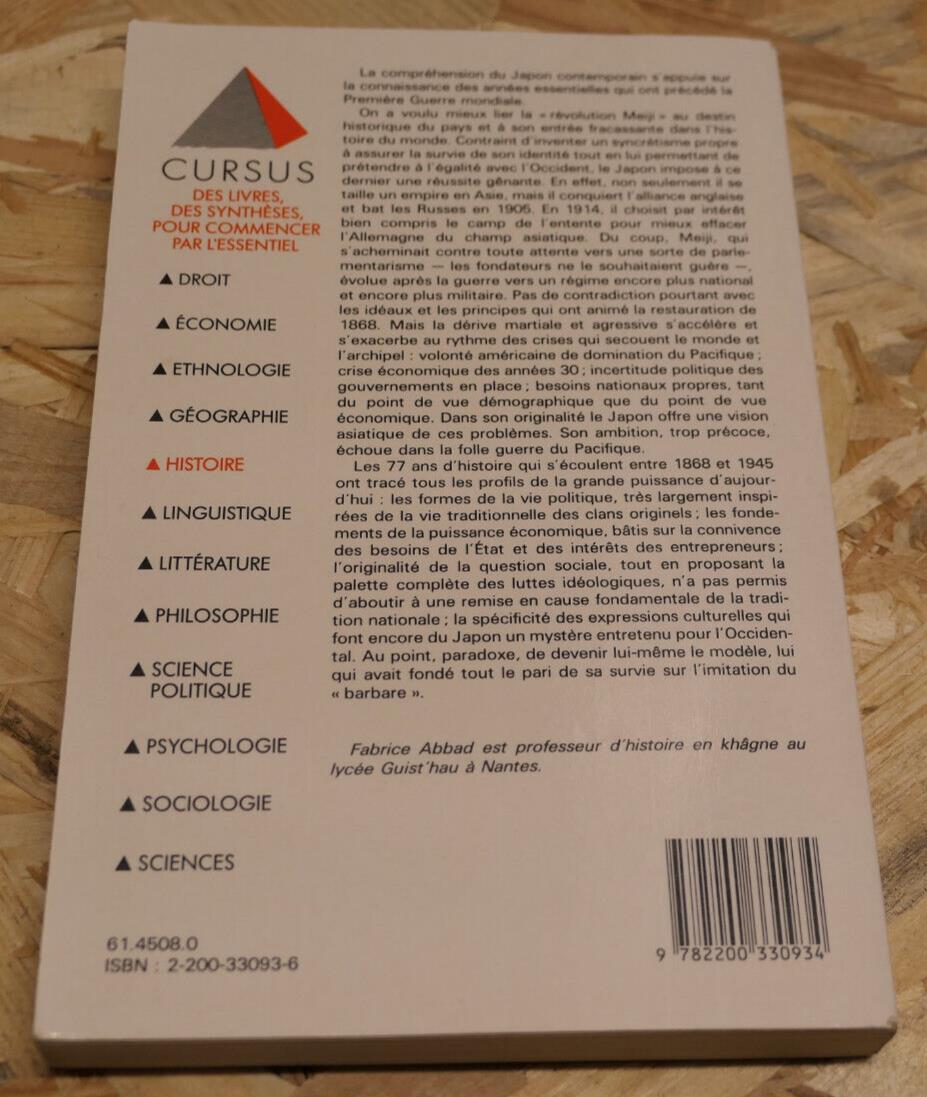 CURSUS
DES LIVRES,
DES SYNTHÈSES,
POUR COMMENCER
PAR L'ESSENTIEL
▲ DROIT
▲ ÉCONOMIE
▲ ETHNOLOGIE
▲ GÉOGRAPHIE
▲ HISTOIRE
▲ LINGUISTIQUE
▲ LITTÉRATURE
▲ PHILOSOPHIE
▲ SCIENCE
POLITIQUE
▲ PSYCHOLOGIE
▲ SOCIOLOGIE
▲ SCIENCES
61.4508.0
ISBN : 2-200-33093-6
La compréhension du Japon contemporain s'appuie sur
la connaissance des années essentielles qui ont précédé la
Première Guerre mondiale.
On a voulu mieux lier la « révolution Meiji » au destin
historique du pays et à son entrée fracassante dans l'his-
toire du monde. Contraint d'inventer un syncrétisme propre
à assurer la survie de son identité tout en lui permettant de
prétendre à l'égalité avec l'Occident, le Japon impose à ce
dernier une réussite gênante. En effet, non seulement il se
taille un empire en Asie, mais il conquiert l'alliance anglaise
et bat les Russes en 1905. En 1914, il choisit par intérêt
bien compris le camp de l'entente pour mieux effacer
l'Allemagne du champ asiatique. Du coup, Meiji, qui
s'acheminait contre toute attente vers une sorte de parle-
mentarisme — les fondateurs ne le souhaitaient guère —,
évolue après la guerre vers un régime encore plus national
et encore plus militaire. Pas de contradiction pourtant avec
les idéaux et les principes qui ont animé la restauration de
1868. Mais la dérive martiale et agressive s'accélère et
s'exacerbe au rythme des crises qui secouent le monde et
l'archipel : volonté américaine de domination du Pacifique ;
crise économique des années 30 ; incertitude politique des
gouvernements en place ; besoins nationaux propres, tant
du point de vue démographique que du point de vue
économique. Dans son originalité le Japon offre une vision
asiatique de ces problèmes. Son ambition, trop précoce,
échoue dans la folle guerre du Pacifique.
Les 77 ans d'histoire qui s'écoulent entre 1868 et 1945
ont tracé tous les profils de la grande puissance d'aujour-
d'hui : les formes de la vie politique, très largement inspi-
rées de la vie traditionnelle des clans originels ; les fonde-
ments de la puissance économique, bâtis sur la connivence
des besoins de l'État et des intérêts des entrepreneurs ;
l'originalité de la question sociale, tout en proposant la
palette complète des luttes idéologiques, n'a pas permis
d'aboutir à une remise en cause fondamentale de la tradi-
tion nationale ; la spécificité des expressions culturelles qui
font encore du Japon un mystère entretenu pour l'Occiden-
tal. Au point, paradoxe, de devenir lui-même le modèle, lui
qui avait fondé tout le pari de sa survie sur l'imitation du
« barbare ».
Fabrice Abbad est professeur d'histoire en khâgne au
lycée Guist'hau à Nantes.
9 782200 330934